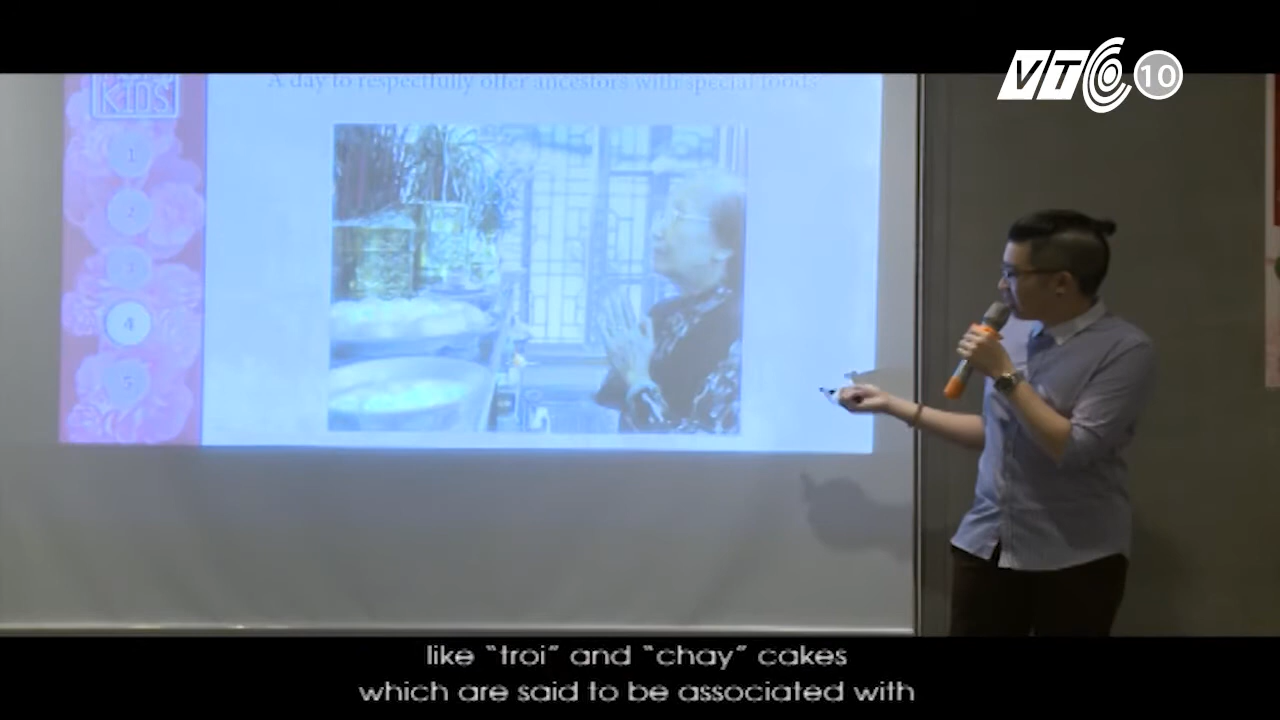 VTC10
KIDS
A day to respectfully offer ancestors with special foods
1
2
3
4
5
like "troi" and "chay" cakes
which are said to be associated with